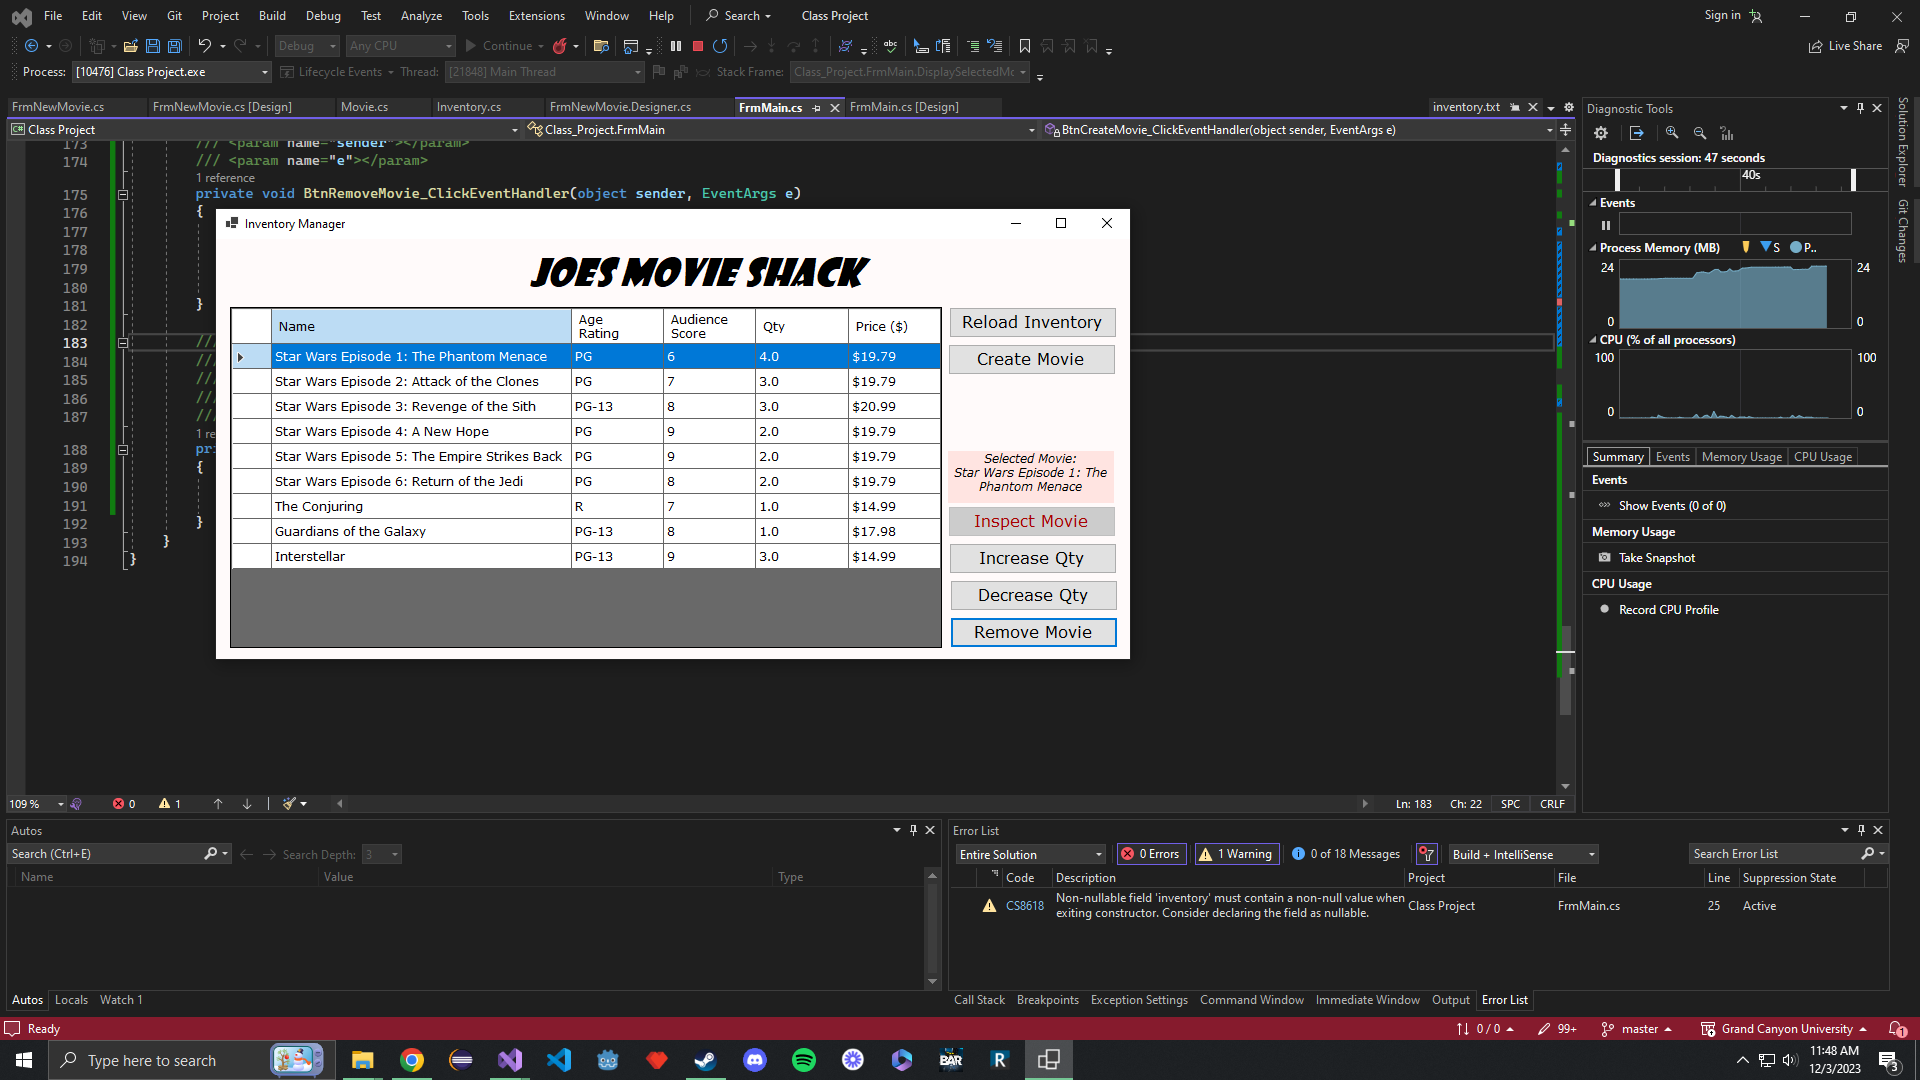 File Edit View Git Project Build Debug Test Analyze Tools Extensions Window Help Search Class Project Sign in
Debug Any CPU Continue Live Share
Process: [10476] Class Project.exe Lifecycle Events Thread: [21848] Main Thread Stack Frame: Class_Project.FrmMain.DisplaySelectedMo
FrmNewMovie.cs FrmNewMovie.cs [Design] Movie.cs Inventory.cs FrmNewMovie.Designer.cs FrmMain.cs FrmMain.cs [Design] inventory.txt
Class Project Class_Project.FrmMain BtnCreateMovie_ClickEventHandler(object sender, EventArgs e)
173 /// <param name="sender"></param>
174 /// <param name="e"></param>
1 reference
175 private void BtnRemoveMovie_ClickEventHandler(object sender, EventArgs e)
176 {
177
178
179
180
181 }
182
183 ///
184 ///
185 ///
186 ///
187 ///
1 re
188 pri
189 {
190
191
192 }
193 }
194 }
Inventory Manager
JOES MOVIE SHACK
Name Age Rating Audience Score Qty Price ($)
Star Wars Episode 1: The Phantom Menace PG 6 4.0 $19.79
Star Wars Episode 2: Attack of the Clones PG 7 3.0 $19.79
Star Wars Episode 3: Revenge of the Sith PG-13 8 3.0 $20.99
Star Wars Episode 4: A New Hope PG 9 2.0 $19.79
Star Wars Episode 5: The Empire Strikes Back PG 9 2.0 $19.79
Star Wars Episode 6: Return of the Jedi PG 8 2.0 $19.79
The Conjuring R 7 1.0 $14.99
Guardians of the Galaxy PG-13 8 1.0 $17.98
Interstellar PG-13 9 3.0 $14.99
Reload Inventory
Create Movie
Selected Movie:
Star Wars Episode 1: The
Phantom Menace
Inspect Movie
Increase Qty
Decrease Qty
Remove Movie
Diagnostic Tools
Diagnostics session: 47 seconds
40s
Events
Process Memory (MB) S P..
24 24
0 0
CPU (% of all processors)
100 100
0 0
Summary Events Memory Usage CPU Usage
Events
Show Events (0 of 0)
Memory Usage
Take Snapshot
CPU Usage
Record CPU Profile
Solution Explorer
Git Changes
109 % 0 1 Ln: 183 Ch: 22 SPC CRLF
Autos
Search (Ctrl+E) Search Depth: 3
Name Value Type
Autos Locals Watch 1
Error List
Entire Solution 0 Errors 1 Warning 0 of 18 Messages Build + IntelliSense Search Error List
Code Description Project File Line Suppression State
CS8618 Non-nullable field 'inventory' must contain a non-null value when Class Project FrmMain.cs 25 Active
exiting constructor. Consider declaring the field as nullable.
Call Stack Breakpoints Exception Settings Command Window Immediate Window Output Error List
Ready 0 / 0 99+ master Grand Canyon University 1
Type here to search BAR R 11:48 AM
12/3/2023 3